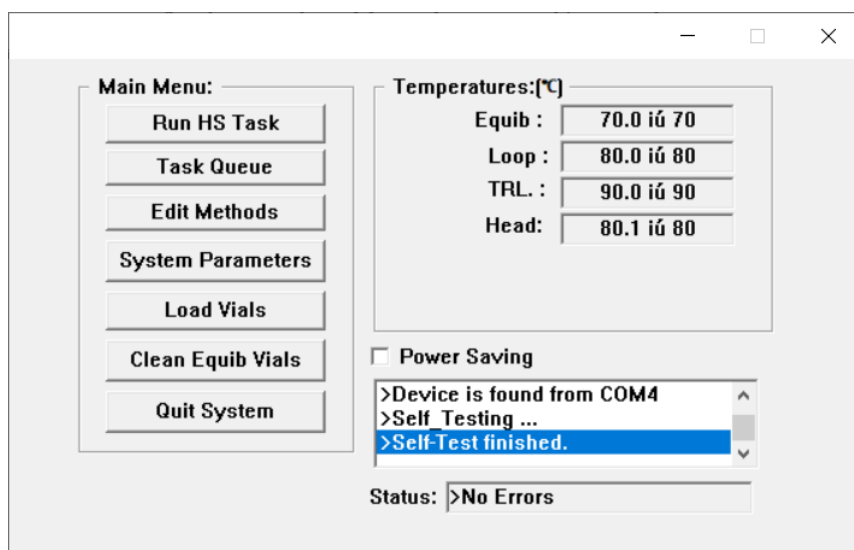 Main Menu:
Run HS Task
Task Queue
Edit Methods
System Parameters
Load Vials
Clean Equib Vials
Quit System
Temperatures:(℃)
Equib : 70.0 iú 70
Loop : 80.0 iú 80
TRL. : 90.0 iú 90
Head: 80.1 iú 80
Power Saving
>Device is found from COM4
>Self_Testing ...
>Self-Test finished.
Status: >No Errors